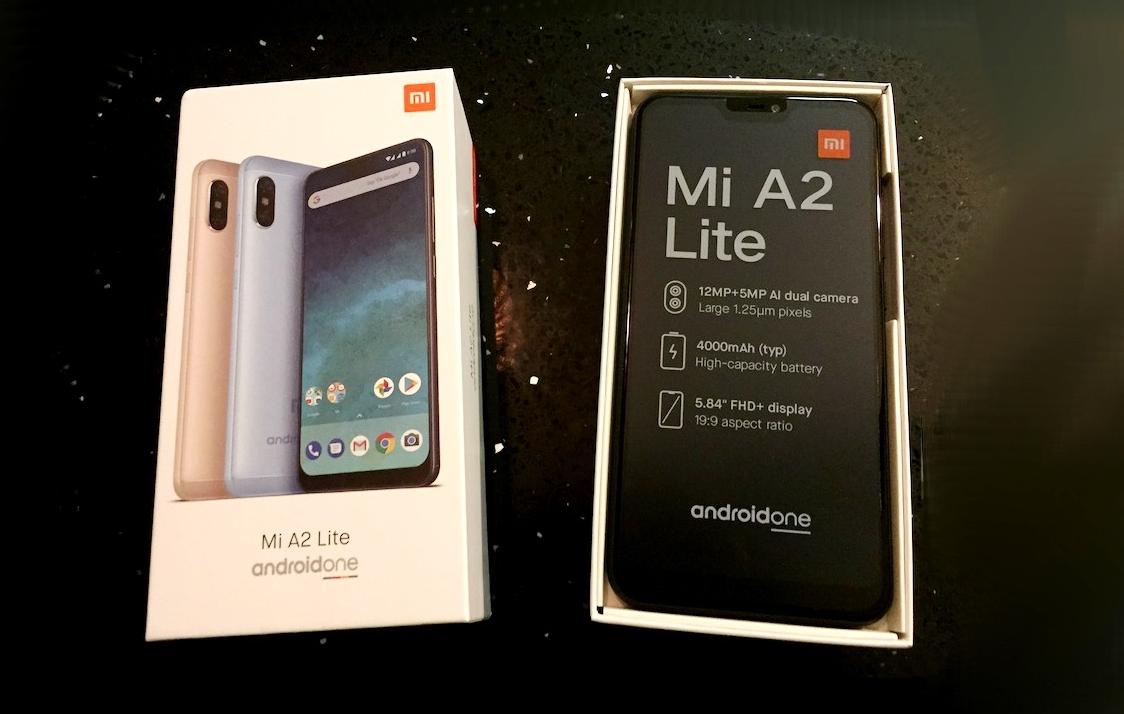 mi
Mi A2 Lite
androidone
mi
Mi A2
Lite
12MP+5MP AI dual camera
Large 1.25μm pixels
4000mAh (typ)
High-capacity battery
5.84" FHD+ display
19:9 aspect ratio
androidone